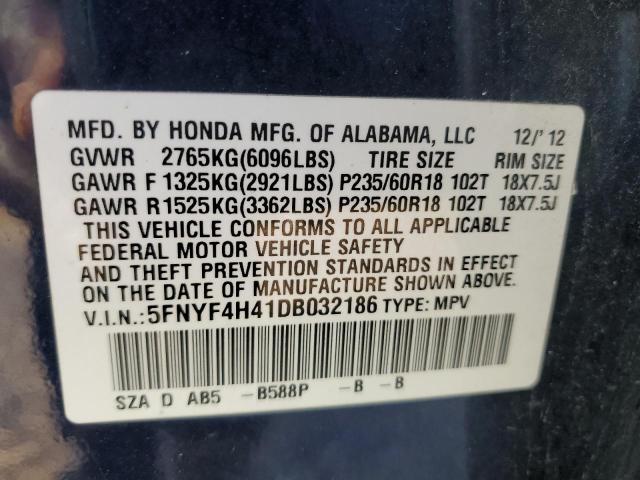 MFD. BY HONDA MFG. OF ALABAMA, LLC 12/'12
GVWR 2765KG(6096LBS) TIRE SIZE RIM SIZE
GAWR F 1325KG(2921LBS) P235/60R18 102T 18X7.5J
GAWR R 1525KG(3362LBS) P235/60R18 102T 18X7.5J
THIS VEHICLE CONFORMS TO ALL APPLICABLE
FEDERAL MOTOR VEHICLE SAFETY
AND THEFT PREVENTION STANDARDS IN EFFECT
ON THE DATE OF MANUFACTURE SHOWN ABOVE.
V.I.N.: 5FNYF4H41DB032186 TYPE: MPV
SZA D AB5 -B588P -B -B